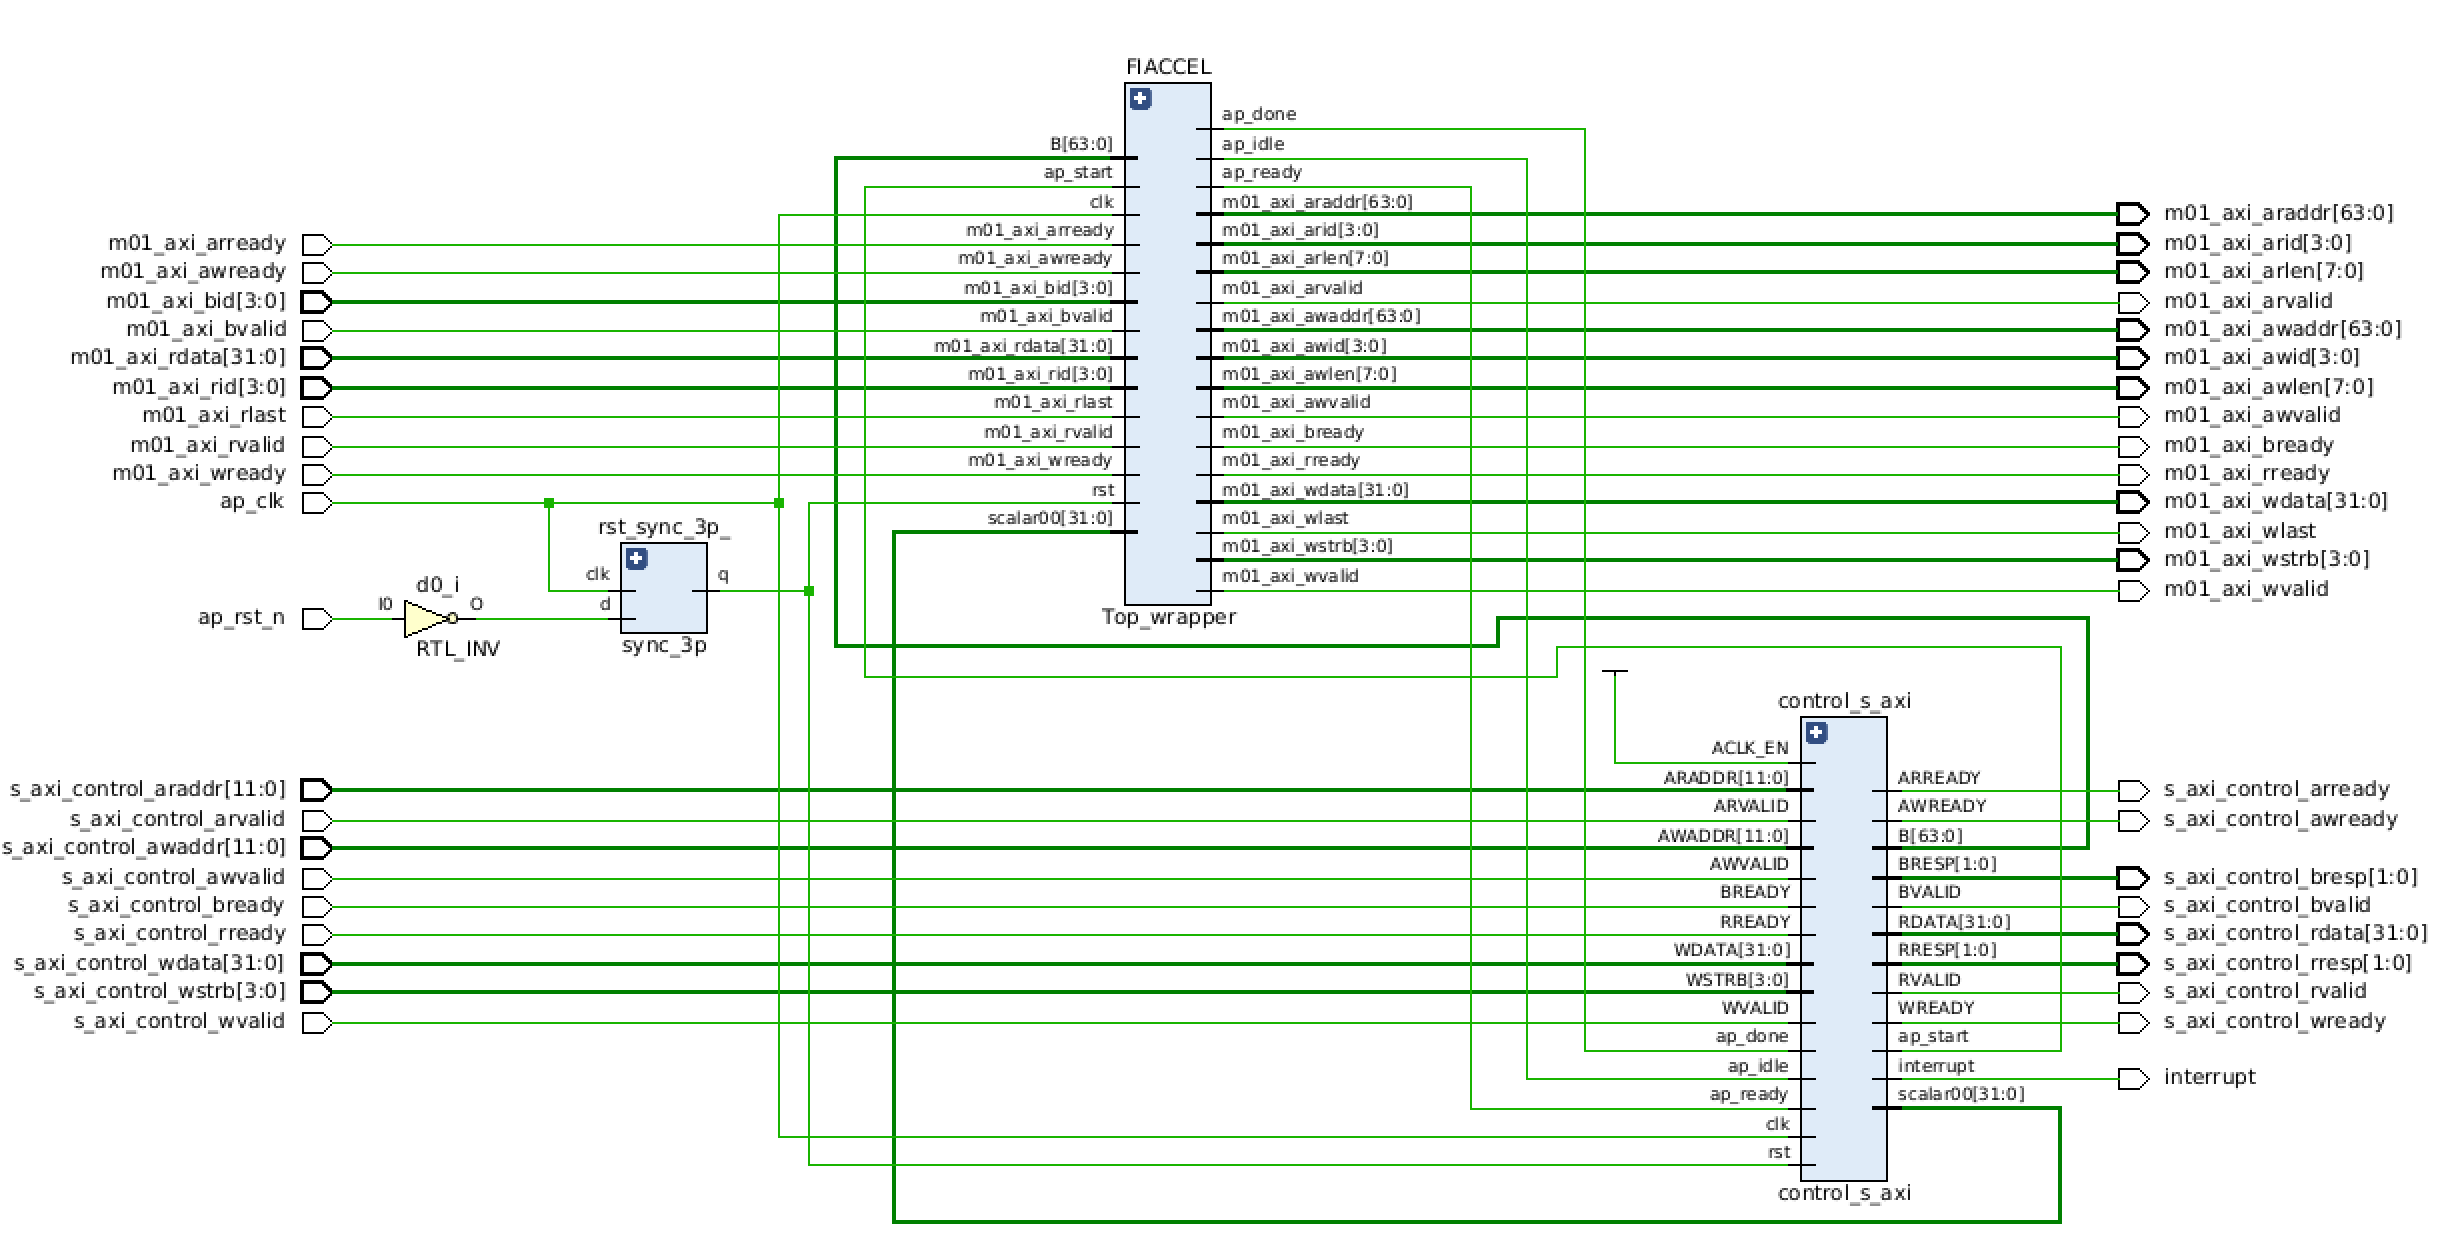 FIACCEL
B[63:0]
ap_start
clk
m01_axi_arready
m01_axi_awready
m01_axi_bid[3:0]
m01_axi_bvalid
m01_axi_rdata[31:0]
m01_axi_rid[3:0]
m01_axi_rlast
m01_axi_rvalid
m01_axi_wready
rst
scalar00[31:0]
ap_done
ap_idle
ap_ready
m01_axi_araddr[63:0]
m01_axi_arid[3:0]
m01_axi_arlen[7:0]
m01_axi_arvalid
m01_axi_awaddr[63:0]
m01_axi_awid[3:0]
m01_axi_awlen[7:0]
m01_axi_awvalid
m01_axi_bready
m01_axi_rready
m01_axi_wdata[31:0]
m01_axi_wlast
m01_axi_wstrb[3:0]
m01_axi_wvalid
Top_wrapper
m01_axi_arready
m01_axi_awready
m01_axi_bid[3:0]
m01_axi_bvalid
m01_axi_rdata[31:0]
m01_axi_rid[3:0]
m01_axi_rlast
m01_axi_rvalid
m01_axi_wready
ap_clk
ap_rst_n
d0_i
I0
O
RTL_INV
rst_sync_3p_
clk
d
q
sync_3p
m01_axi_araddr[63:0]
m01_axi_arid[3:0]
m01_axi_arlen[7:0]
m01_axi_arvalid
m01_axi_awaddr[63:0]
m01_axi_awid[3:0]
m01_axi_awlen[7:0]
m01_axi_awvalid
m01_axi_bready
m01_axi_rready
m01_axi_wdata[31:0]
m01_axi_wlast
m01_axi_wstrb[3:0]
m01_axi_wvalid
s_axi_control_araddr[11:0]
s_axi_control_arvalid
s_axi_control_awaddr[11:0]
s_axi_control_awvalid
s_axi_control_bready
s_axi_control_rready
s_axi_control_wdata[31:0]
s_axi_control_wstrb[3:0]
s_axi_control_wvalid
control_s_axi
ACLK_EN
ARADDR[11:0]
ARVALID
AWADDR[11:0]
AWVALID
BREADY
RREADY
WDATA[31:0]
WSTRB[3:0]
WVALID
ap_done
ap_idle
ap_ready
clk
rst
ARREADY
AWREADY
B[63:0]
BRESP[1:0]
BVALID
RDATA[31:0]
RRESP[1:0]
RVALID
WREADY
ap_start
interrupt
scalar00[31:0]
control_s_axi
s_axi_control_arready
s_axi_control_awready
s_axi_control_bresp[1:0]
s_axi_control_bvalid
s_axi_control_rdata[31:0]
s_axi_control_rresp[1:0]
s_axi_control_rvalid
s_axi_control_wready
interrupt